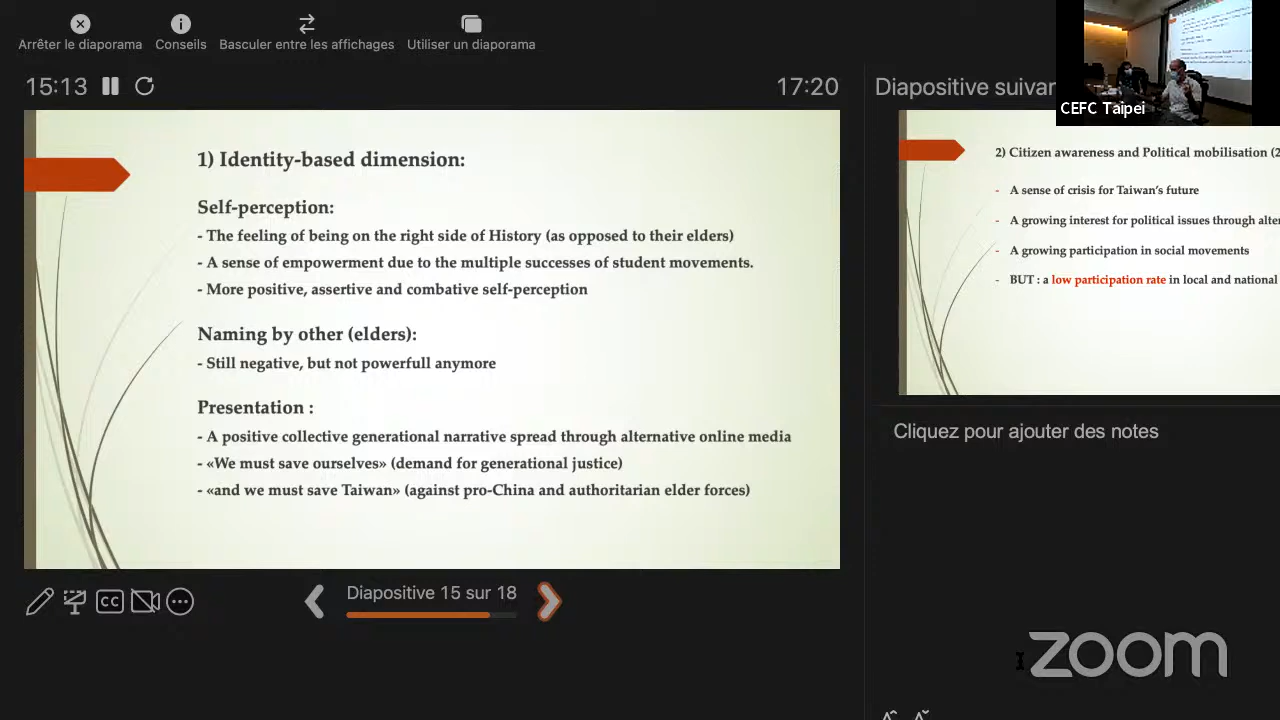 Arrêter le diaporama
Conseils
Basculer entre les affichages
Utiliser un diaporama
15:13
17:20
Diapositive suivan
CEFC Taipei
1) Identity-based dimension:
Self-perception:
- The feeling of being on the right side of History (as opposed to their elders)
- A sense of empowerment due to the multiple successes of student movements.
- More positive, assertive and combative self-perception
Naming by other (elders):
- Still negative, but not powerfull anymore
Presentation :
- A positive collective generational narrative spread through alternative online media
- «We must save ourselves» (demand for generational justice)
- «and we must save Taiwan» (against pro-China and authoritarian elder forces)
2) Citizen awareness and Political mobilisation (2
- A sense of crisis for Taiwan's future
- A growing interest for political issues through alte
- A growing participation in social movements
- BUT : a low participation rate in local and national
Cliquez pour ajouter des notes
CC
Diapositive 15 sur 18
zoom